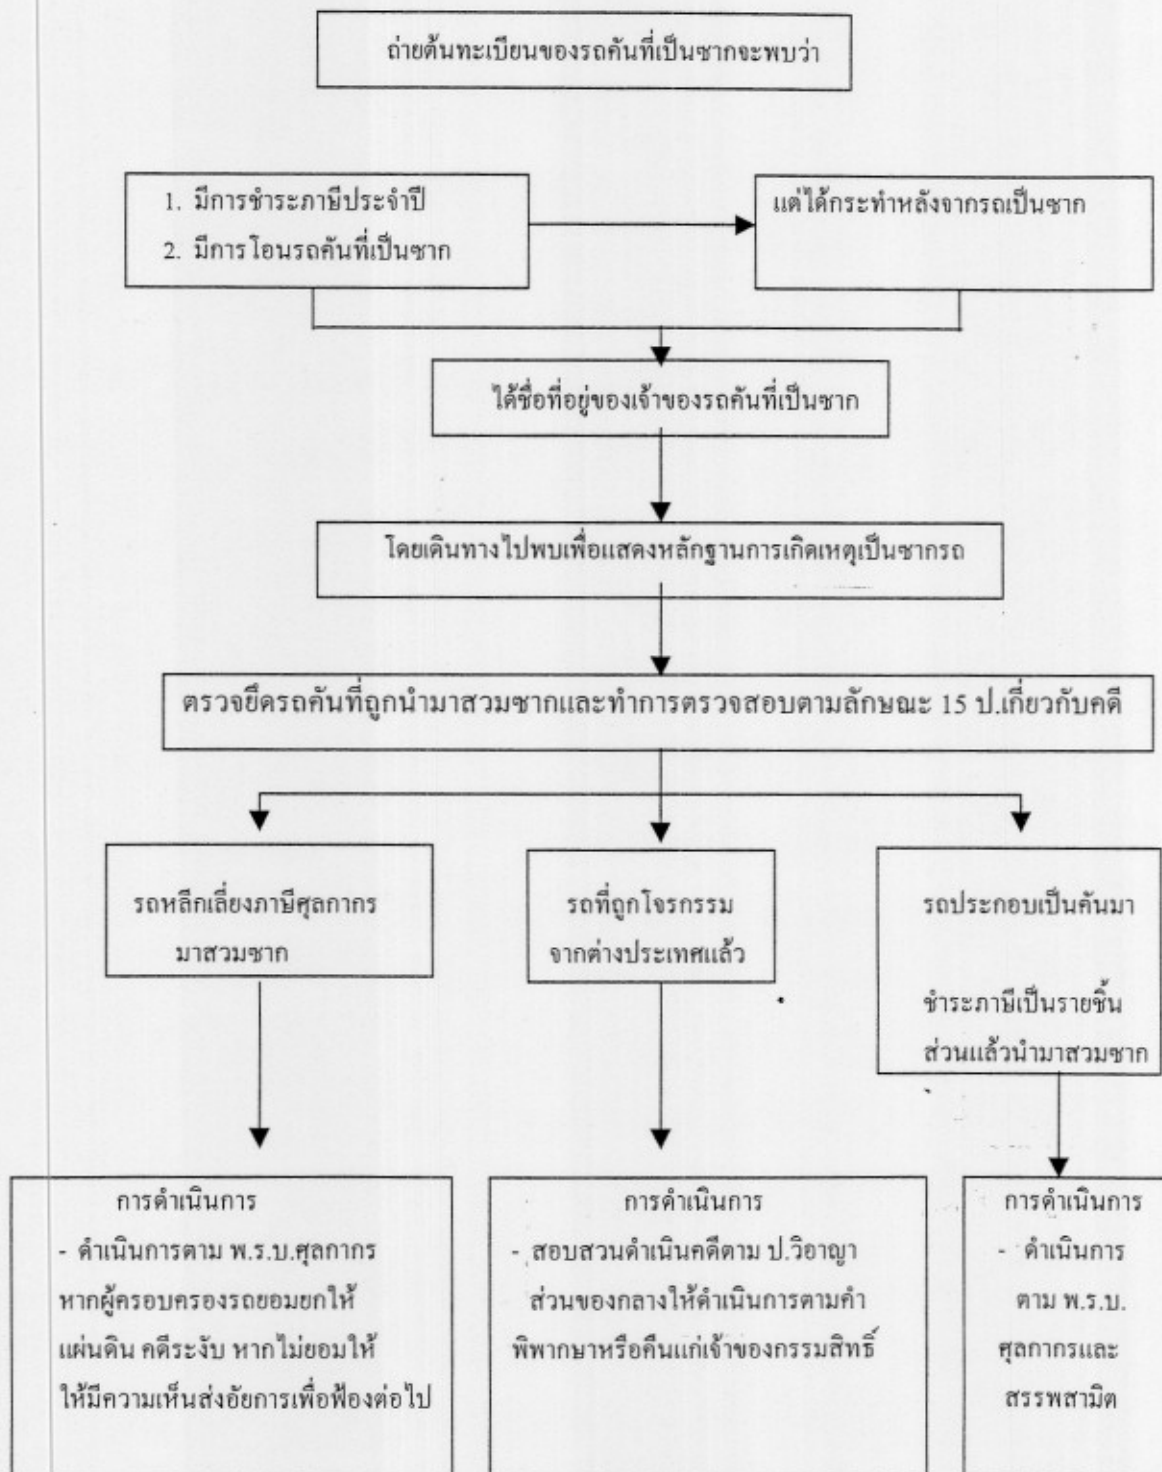 ถ่ายต้นทะเบียนของรถคันที่เป็นซากจะพบว่า
1. มีการชำระภาษีประจำปี
2. มีการโอนรถคันที่เป็นซาก
แต่ได้กระทำหลังจากรถเป็นซาก
ได้ชื่อที่อยู่ของเจ้าของรถคันที่เป็นซาก
โดยเดินทางไปพบเพื่อแสดงหลักฐานการเกิดเหตุเป็นซากรถ
ตรวจยึดรถคันที่ถูกนำมาสวมซากและทำการตรวจสอบตามลักษณะ 15 ป.เกี่ยวกับคดี
รถหลีกเลี่ยงภาษีศุลกากร
มาสวมซาก
รถที่ถูกโจรกรรม
จากต่างประเทศแล้ว
รถประกอบเป็นคันมา
ชำระภาษีเป็นรายชิ้น
ส่วนแล้วนำมาสวมซาก
การดำเนินการ
- ดำเนินการตาม พ.ร.บ.ศุลกากร
หากผู้ครอบครองรถยอมยกให้
แผ่นดิน คดีระงับ หากไม่ยอมให้
ให้มีความเห็นส่งอัยการเพื่อฟ้องต่อไป
การดำเนินการ
- สอบสวนดำเนินคดีตาม ป.วิอาญา
ส่วนของกลางให้ดำเนินการตามคำ
พิพากษาหรือคืนแก่เจ้าของกรรมสิทธิ์
การดำเนินการ
- ดำเนินการ
ตาม พ.ร.บ.
ศุลกากรและ
สรรพสามิต